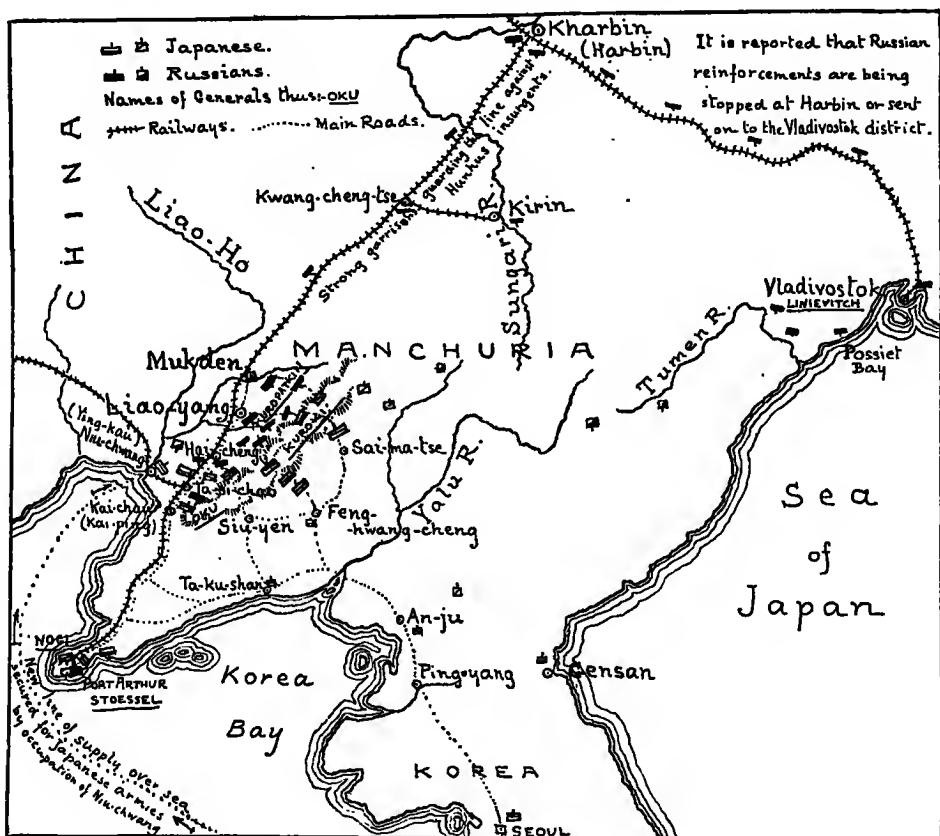 Japanese.
Russians.
Names of Generals thus:- OKU
Railways. Main Roads.
Kharbin
(Harbin)
It is reported that Russian
reinforcements are being
stopped at Harbin or sent
on to the Vladivostok district.
CHINA
Liao-Ho
Kwang-cheng-tse
Strong garrisons guarding the line against
Hunhus insurgents.
Kirin
Sungari R.
Vladivostok
LINIEVITCH
Possiet
Bay
Tumen R.
MANCHURIA
Mukden
Liao-yang
KUROPATKIN
KUROKI
(Ying-kau)
Niu-chwang
Hai-cheng
Sai-ma-tse
Ta-shi-chao
Yalu R.
Kai-chau
(Kai-ping)
OKU
Siu-yen
Feng-
-hwang-cheng
Ta-ku-shan
Sea
of
Japan
An-ju
NOGI
PORT ARTHUR
STOESSEL
Korea
Bay
Ping-yang
Gensan
New line of supply over sea
secured for Japanese armies
by occupation of Niu-chwang
KOREA
SEOUL